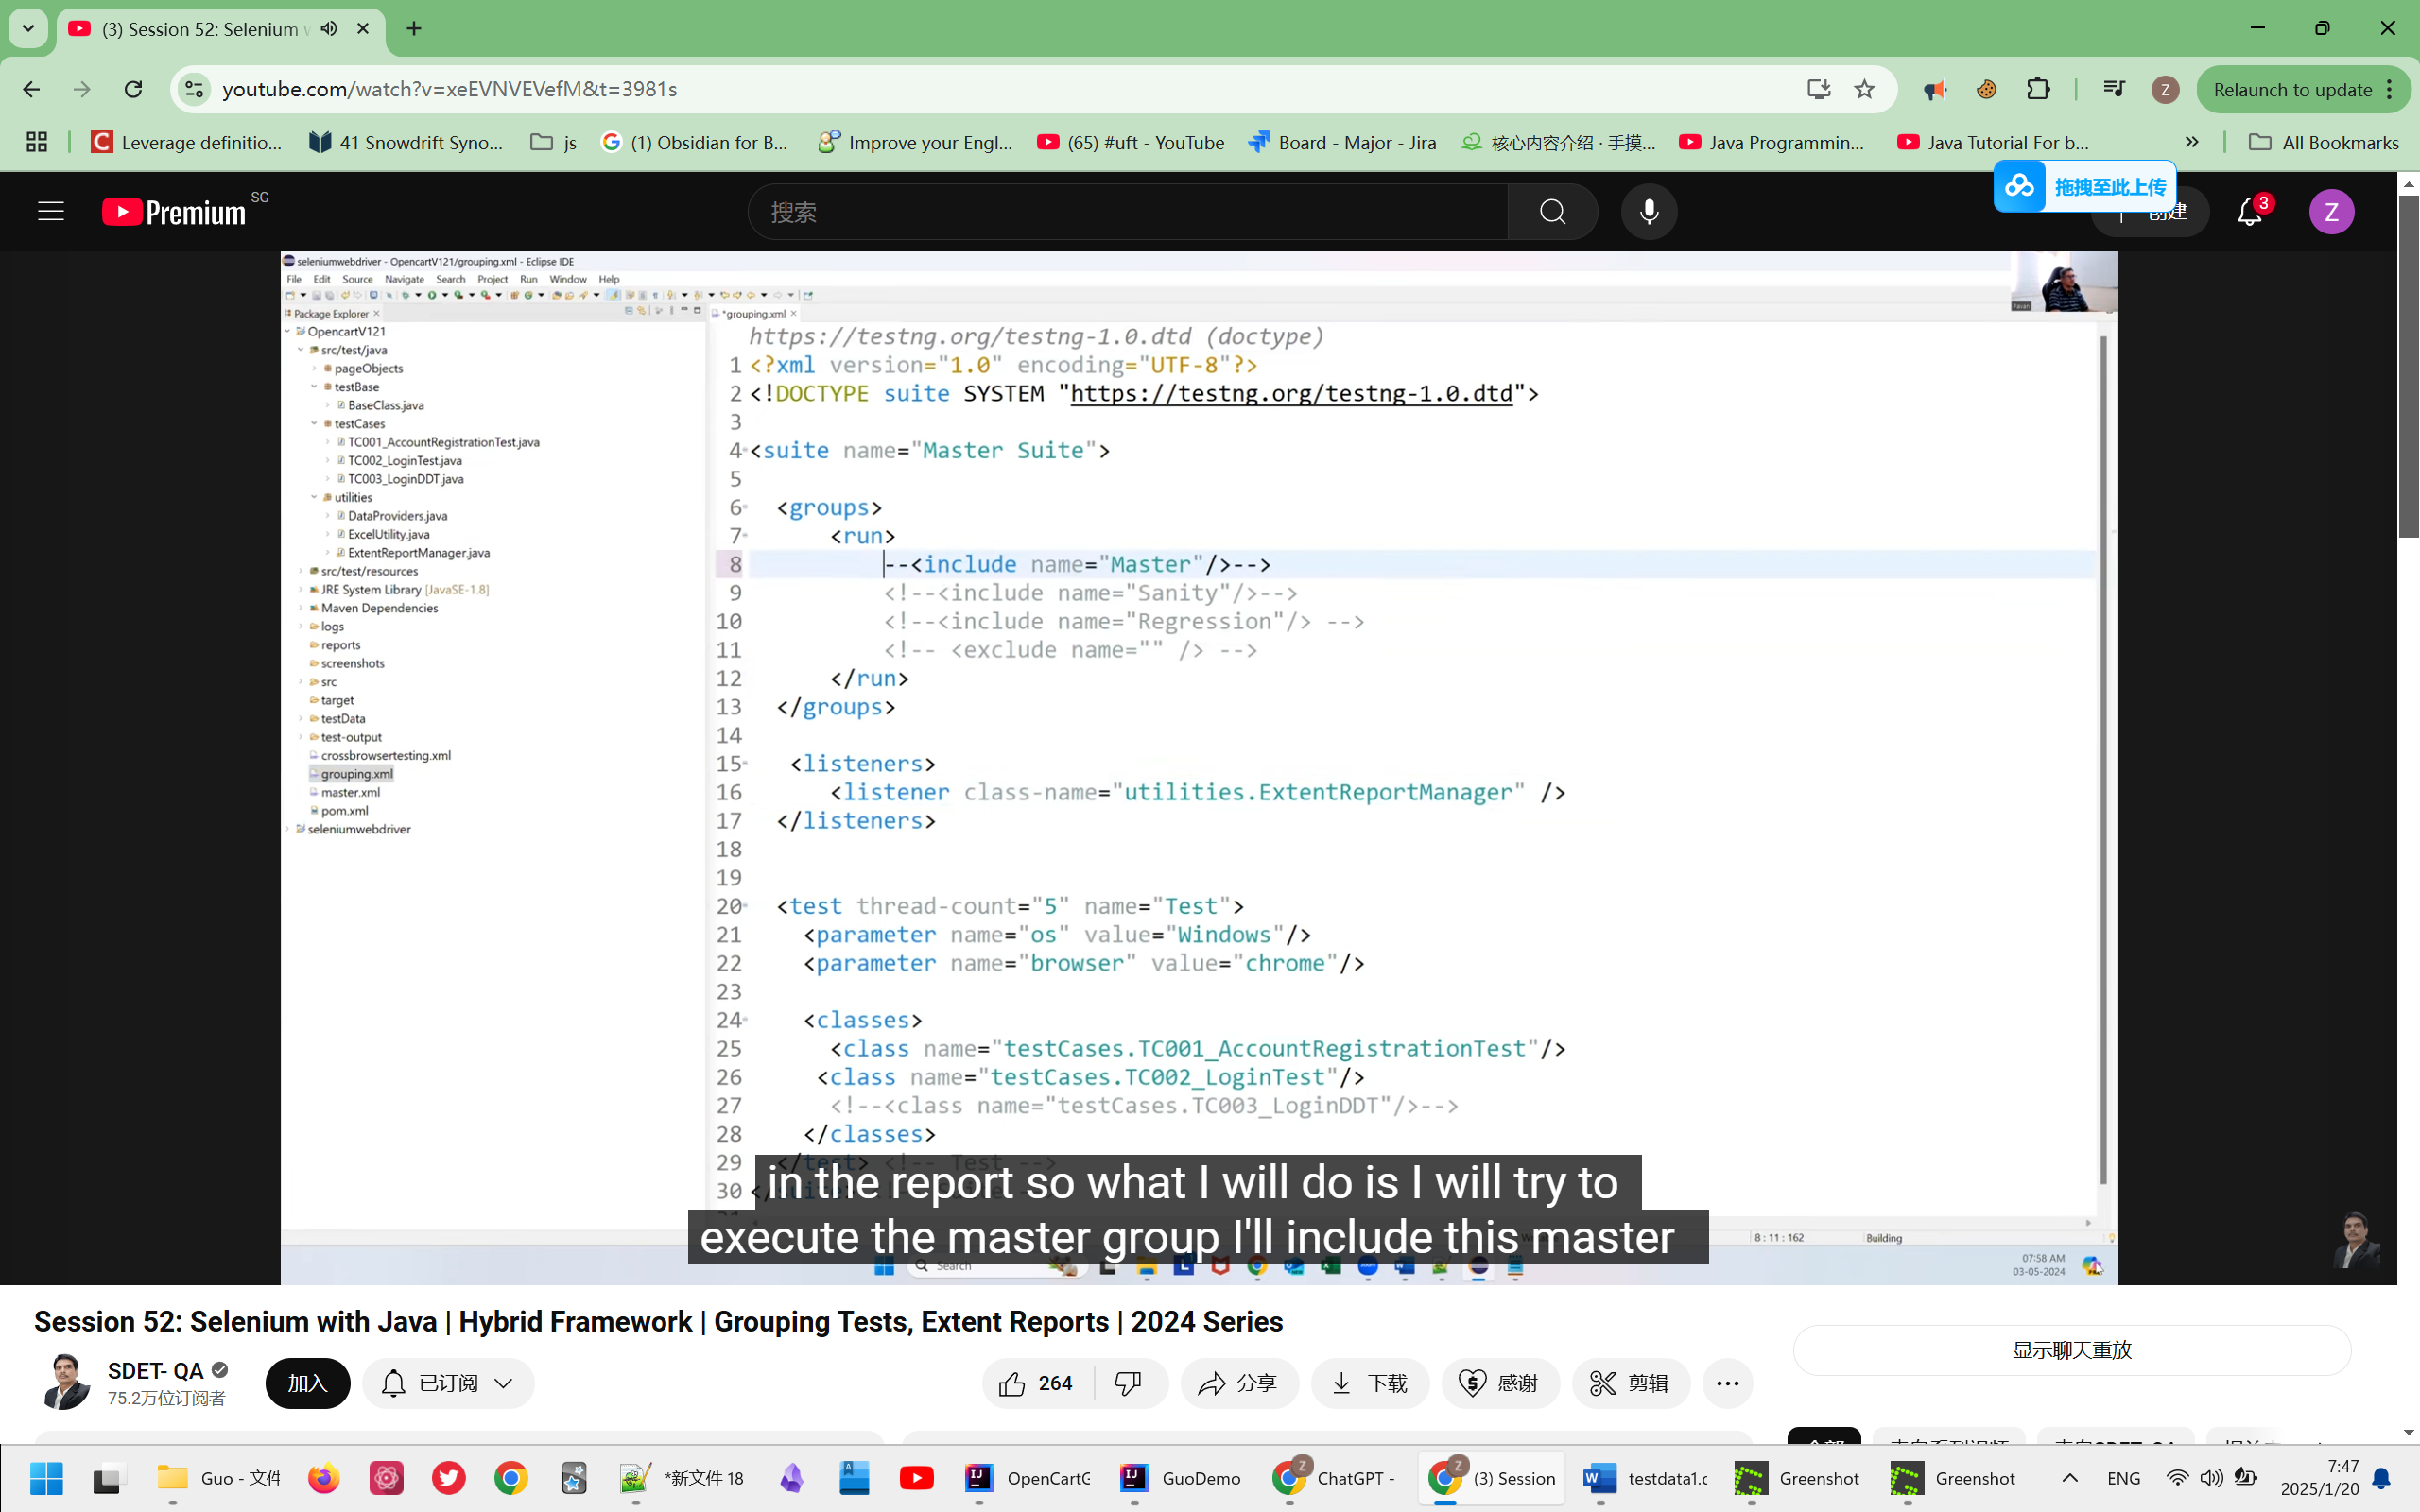 (3) Session 52: Selenium w
youtube.com/watch?v=xeEVNVEVefM&t=3981s
Relaunch to update
Leverage definitio...
41 Snowdrift Syno...
js
(1) Obsidian for B...
Improve your Engl...
(65) #uft - YouTube
Board - Major - Jira
核心内容介绍 · 手摸...
Java Programmin...
Java Tutorial For b...
All Bookmarks
拖拽至此上传
Premium SG
搜索
创建
3
Z
seleniumwebdriver - OpencartV121/grouping.xml - Eclipse IDE
File Edit Source Navigate Search Project Run Window Help
Package Explorer
*grouping.xml
OpencartV121
src/test/java
pageObjects
testBase
BaseClass.java
testCases
TC001_AccountRegistrationTest.java
TC002_LoginTest.java
TC003_LoginDDT.java
utilities
DataProviders.java
ExcelUtility.java
ExtentReportManager.java
src/test/resources
JRE System Library [JavaSE-1.8]
Maven Dependencies
logs
reports
screenshots
src
target
testData
test-output
crossbrowsertesting.xml
grouping.xml
master.xml
pom.xml
seleniumwebdriver
https://testng.org/testng-1.0.dtd (doctype)
1 <?xml version="1.0" encoding="UTF-8"?>
2 <!DOCTYPE suite SYSTEM "https://testng.org/testng-1.0.dtd">
3
4 <suite name="Master Suite">
5
6 <groups>
7 <run>
8 --<include name="Master"/>-->
9 <!--<include name="Sanity"/>-->
10 <!--<include name="Regression"/> -->
11 <!-- <exclude name="" /> -->
12 </run>
13 </groups>
14
15 <listeners>
16 <listener class-name="utilities.ExtentReportManager" />
17 </listeners>
18
19
20 <test thread-count="5" name="Test">
21 <parameter name="os" value="Windows"/>
22 <parameter name="browser" value="chrome"/>
23
24 <classes>
25 <class name="testCases.TC001_AccountRegistrationTest"/>
26 <class name="testCases.TC002_LoginTest"/>
27 <!--<class name="testCases.TC003_LoginDDT"/>-->
28 </classes>
29 </test> <!-- Test -->
30
in the report so what I will do is I will try to
execute the master group I'll include this master
8 : 11 : 162
Building
Search
07:58 AM
03-05-2024
Session 52: Selenium with Java | Hybrid Framework | Grouping Tests, Extent Reports | 2024 Series
显示聊天重放
SDET- QA
75.2万位订阅者
加入
已订阅
264
分享
下载
感谢
剪辑
全部
Guo - 文件
*新文件 18
OpenCartG
GuoDemo
ChatGPT -
(3) Session
testdata1.c
Greenshot
Greenshot
ENG
7:47
2025/1/20